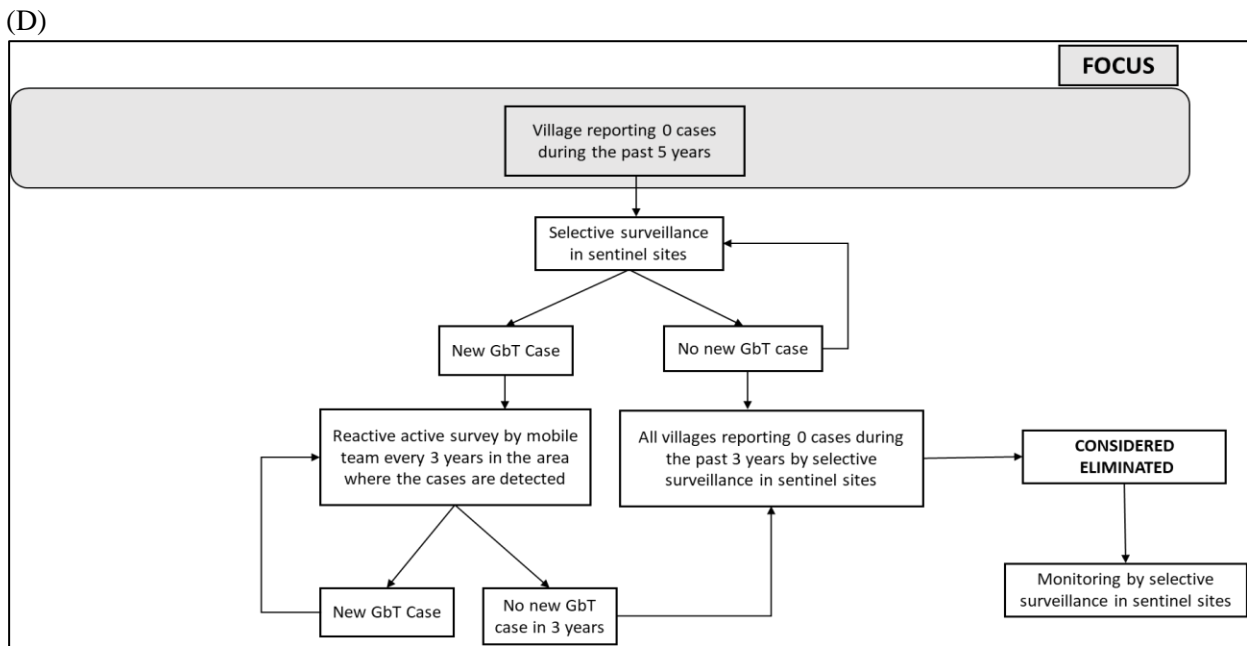 (D)
FOCUS
Village reporting 0 cases
during the past 5 years
Selective surveillance
in sentinel sites
New GbT Case
No new GbT case
Reactive active survey by mobile
team every 3 years in the area
where the cases are detected
All villages reporting 0 cases during
the past 3 years by selective
surveillance in sentinel sites
CONSIDERED
ELIMINATED
New GbT Case
No new GbT
case in 3 years
Monitoring by selective
surveillance in sentinel sites